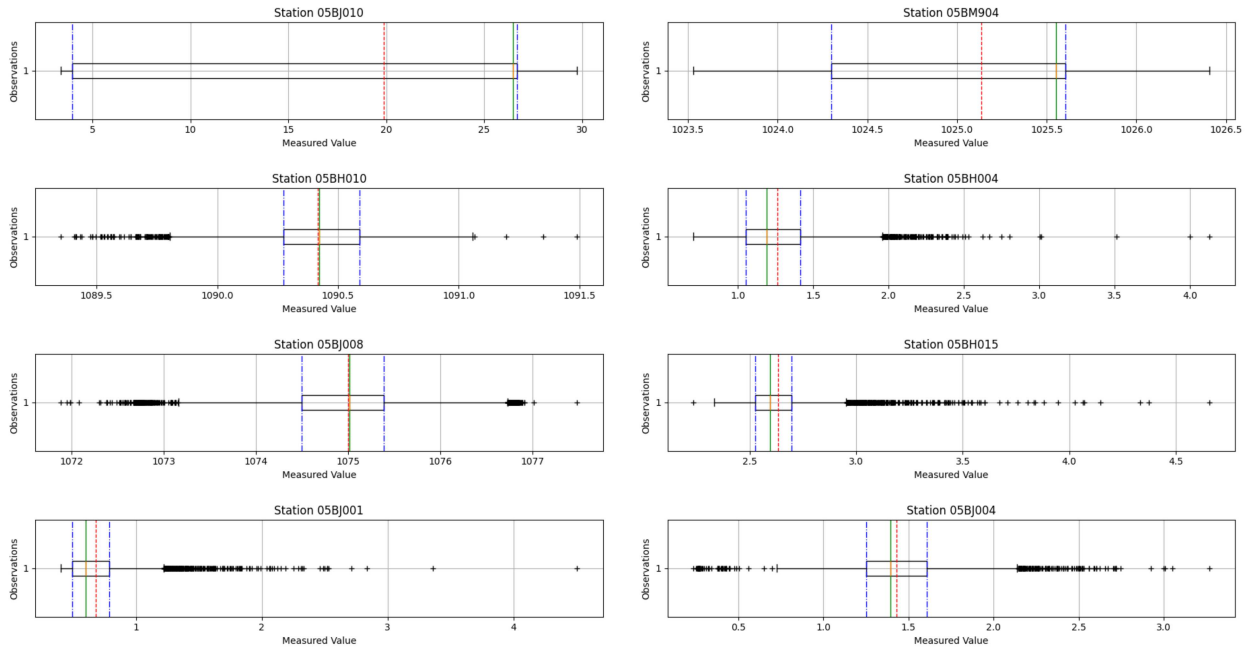 Station 05BJ010
Observations
1
5 10 15 20 25 30
Measured Value
Station 05BM904
Observations
1
1023.5 1024.0 1024.5 1025.0 1025.5 1026.0 1026.5
Measured Value
Station 05BH010
Observations
1
1089.5 1090.0 1090.5 1091.0 1091.5
Measured Value
Station 05BH004
Observations
1
1.0 1.5 2.0 2.5 3.0 3.5 4.0
Measured Value
Station 05BJ008
Observations
1
1072 1073 1074 1075 1076 1077
Measured Value
Station 05BH015
Observations
1
2.5 3.0 3.5 4.0 4.5
Measured Value
Station 05BJ001
Observations
1
1 2 3 4
Measured Value
Station 05BJ004
Observations
1
0.5 1.0 1.5 2.0 2.5 3.0
Measured Value